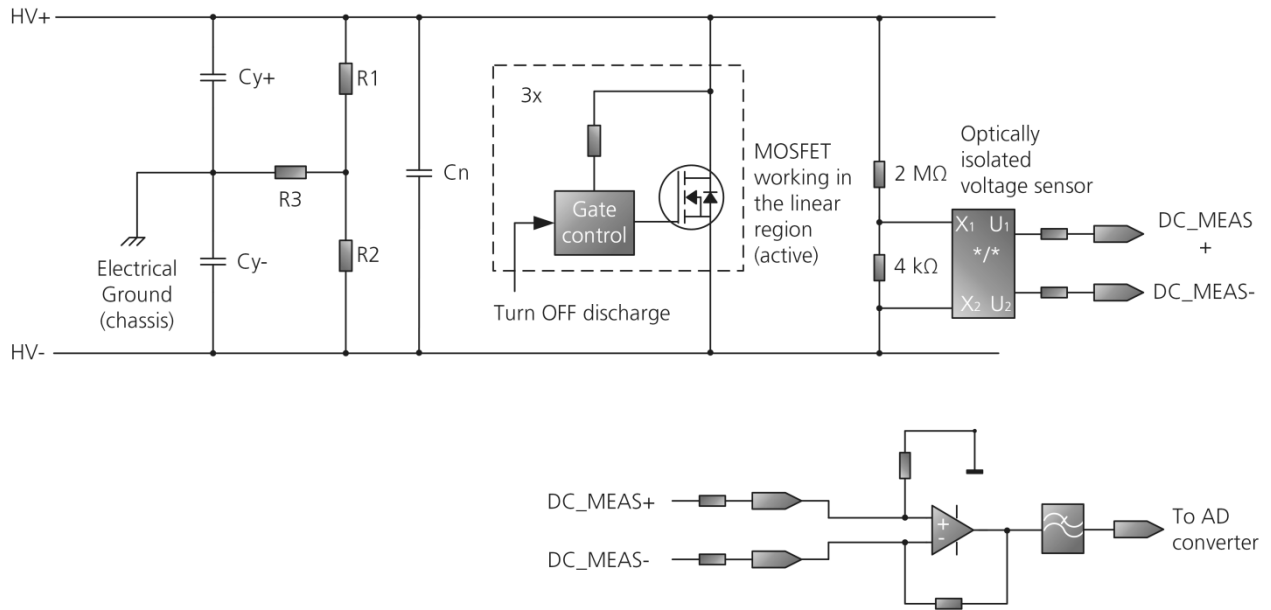 HV+
Cy+
R1
R3
Cn
Electrical
Ground
(chassis)
Cy-
R2
HV-
3x
Gate
control
Turn OFF discharge
MOSFET
working in
the linear
region
(active)
2 MΩ
4 kΩ
Optically
isolated
voltage sensor
X1 U1
*/*
X2 U2
DC_MEAS
+
DC_MEAS-
DC_MEAS+
DC_MEAS-
+
-
To AD
converter